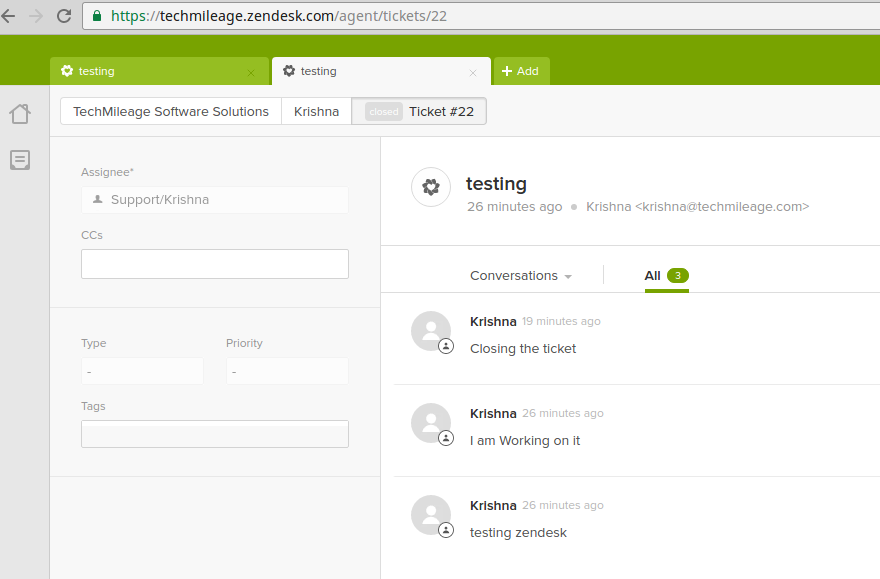 https://techmileage.zendesk.com/agent/tickets/22
testing × testing × + Add
TechMileage Software Solutions Krishna closed Ticket #22
Assignee*
Support/Krishna
CCs
Type Priority
- -
Tags
testing
26 minutes ago Krishna <krishna@techmileage.com>
Conversations All 3
Krishna 19 minutes ago
Closing the ticket
Krishna 26 minutes ago
I am Working on it
Krishna 26 minutes ago
testing zendesk